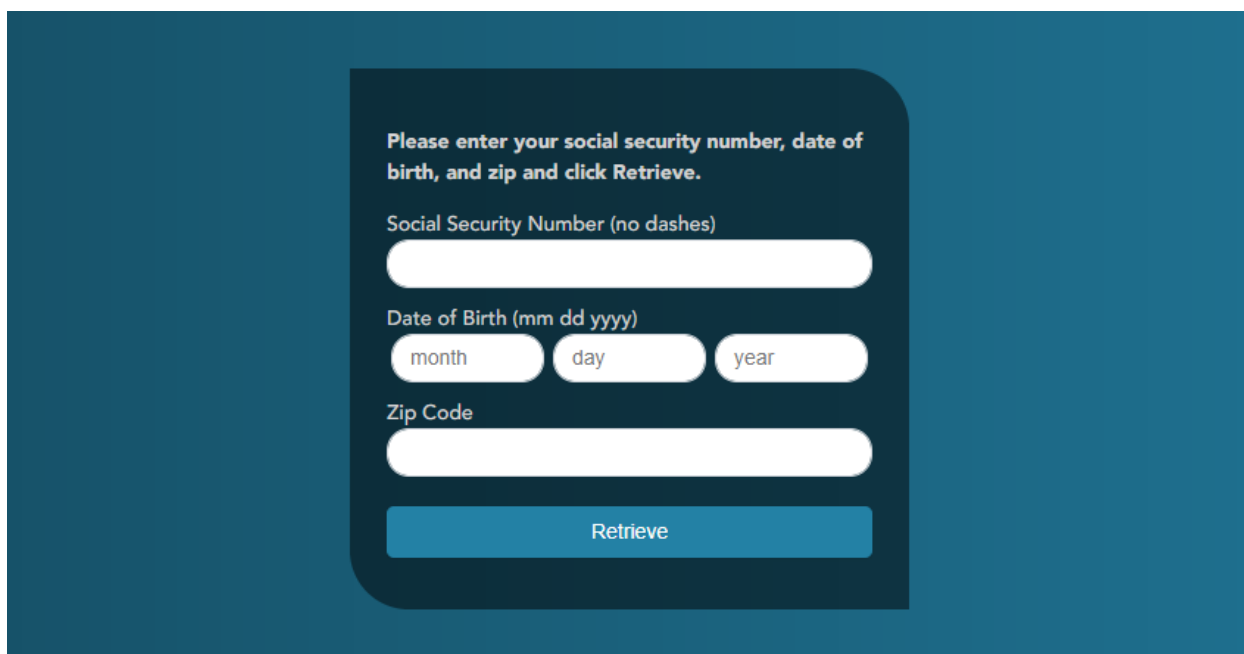 Please enter your social security number, date of
birth, and zip and click Retrieve.
Social Security Number (no dashes)
Date of Birth (mm dd yyyy)
month day year
Zip Code
Retrieve